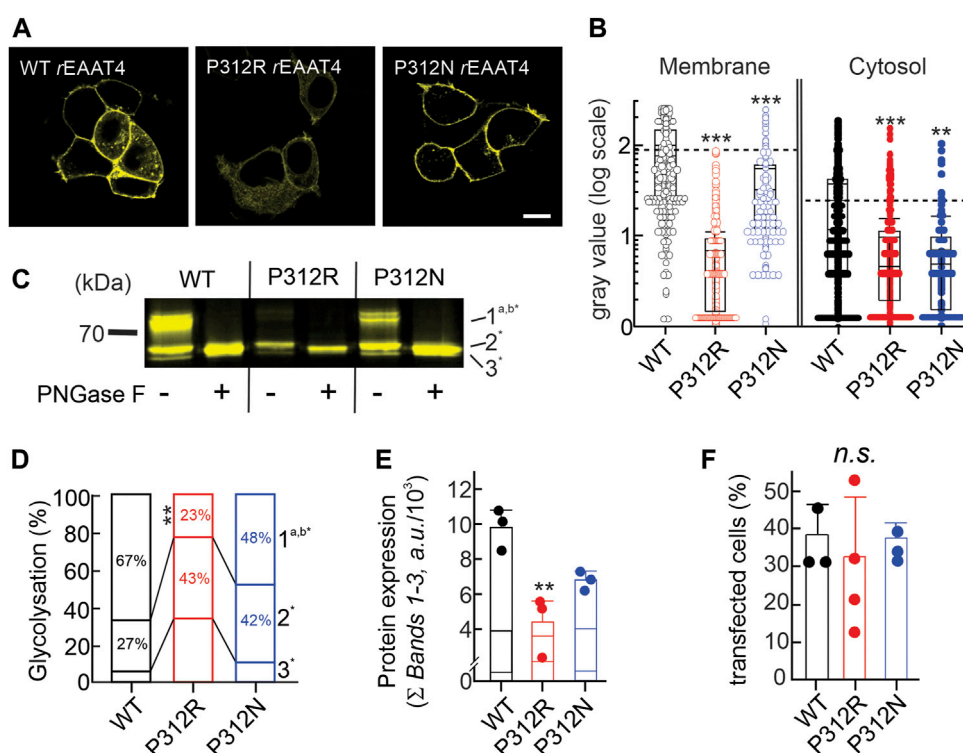 A
WT rEAAT4
P312R rEAAT4
P312N rEAAT4
B
Membrane
Cytosol
gray value (log scale)
2
1
0
***
***
***
**
WT
P312R
P312N
WT
P312R
P312N
C
(kDa)
WT
P312R
P312N
70
1a,b*
2*
3*
PNGase F
-
+
-
+
-
+
D
Glycolysation (%)
100
80
60
40
20
0
67%
27%
**
23%
43%
48%
42%
1a,b*
2*
3*
WT
P312R
P312N
E
Protein expression
(Σ Bands 1-3, a.u./10³)
12
10
8
6
4
0
**
WT
P312R
P312N
F
n.s.
transfected cells (%)
50
40
30
20
10
0
WT
P312R
P312N